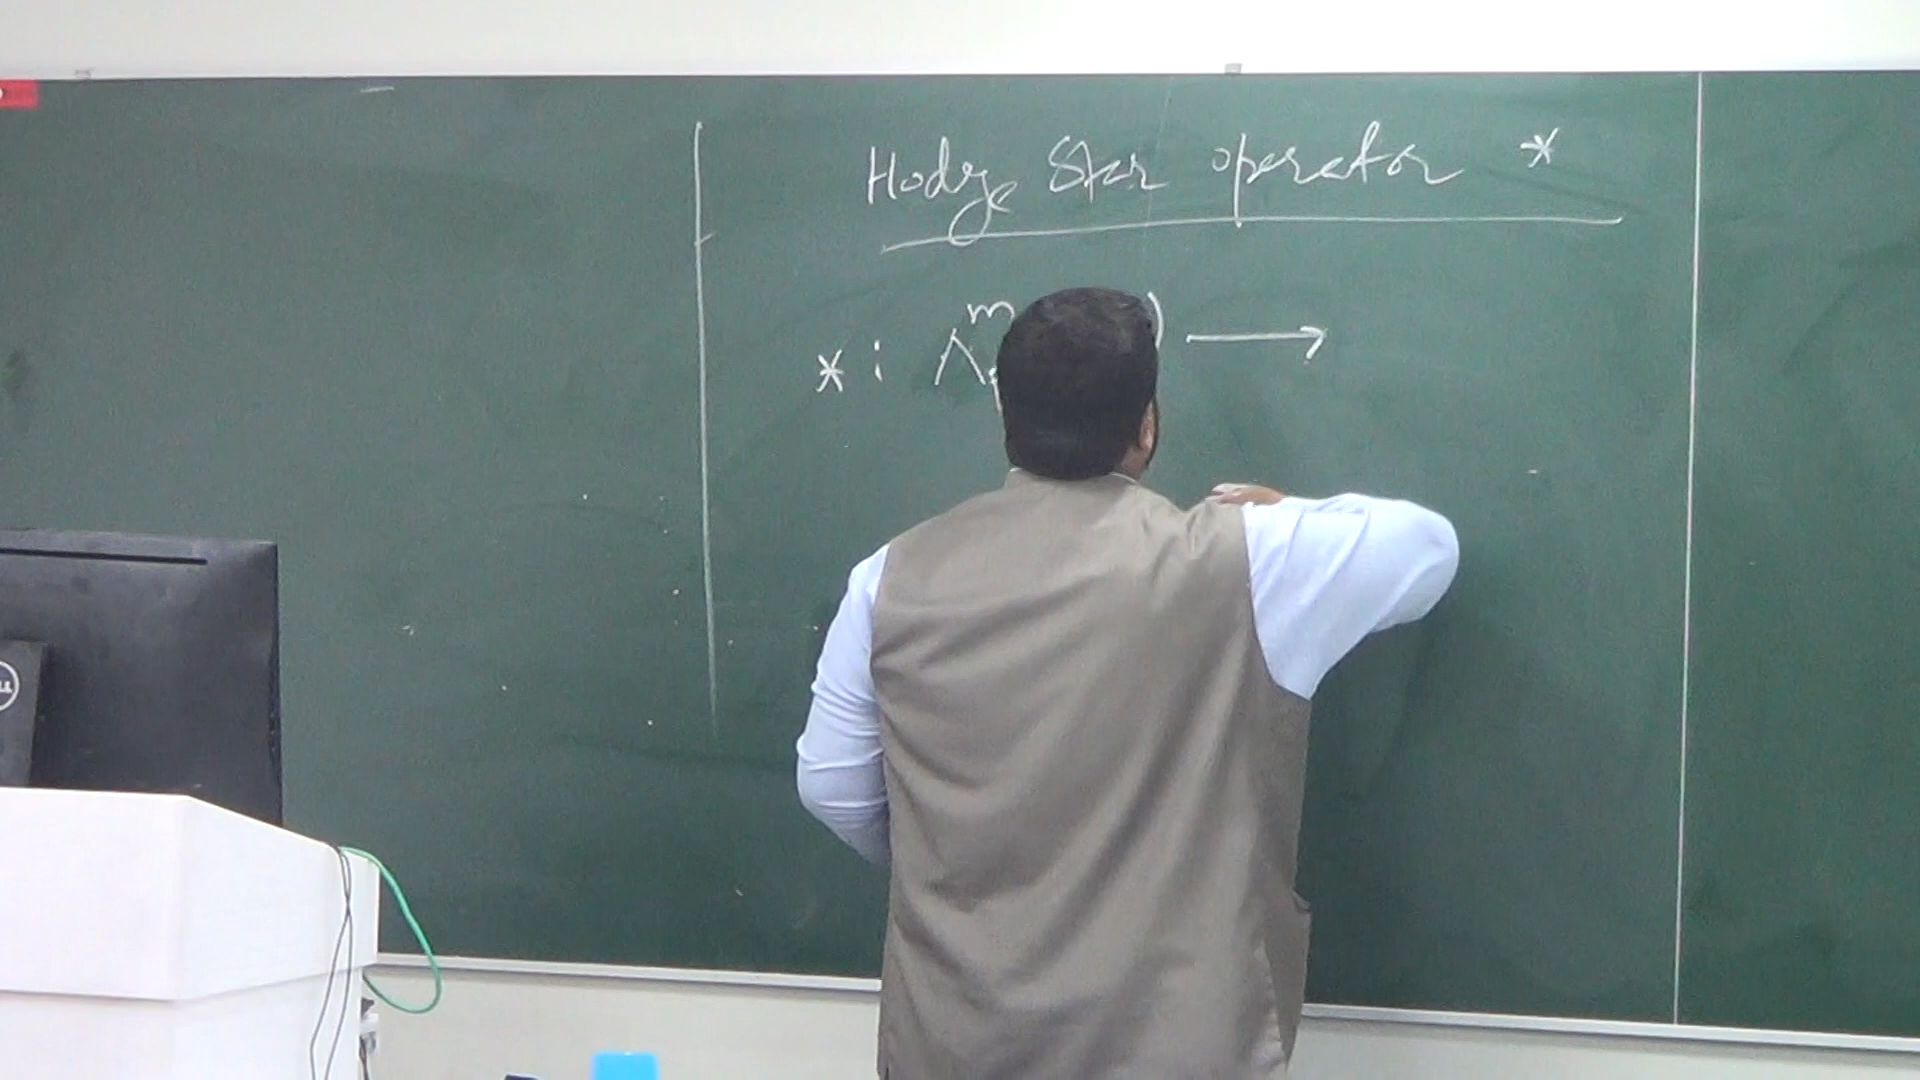 Hodge Star operator *
* : Λ^m ) ⟶